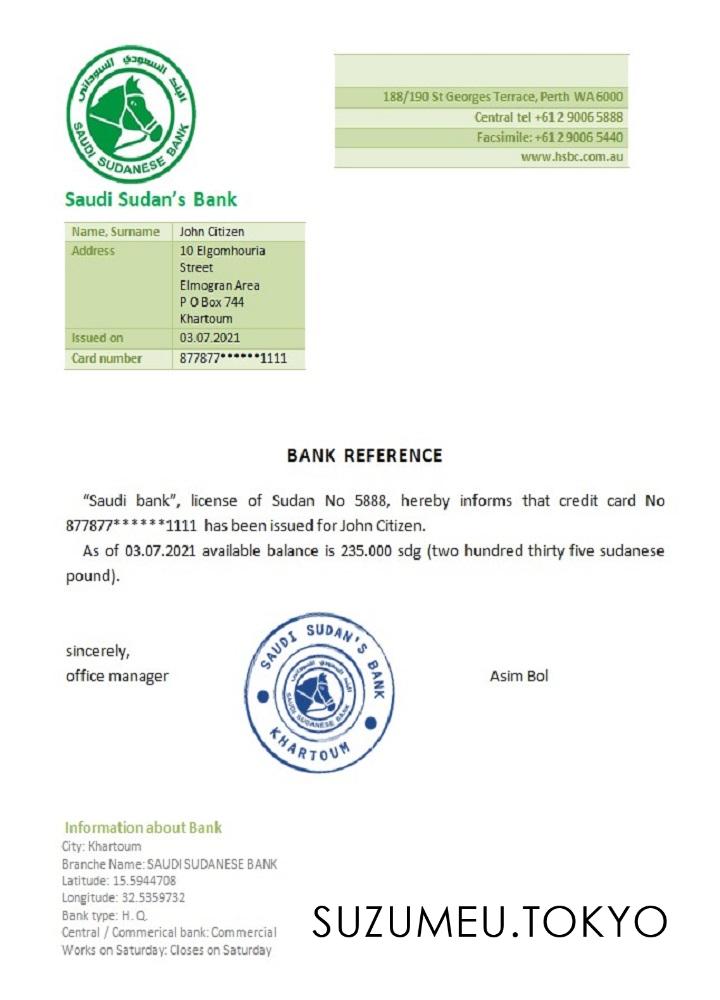 البنك السعودي السوداني
SAUDI SUDANESE BANK
188/190 St Georges Terrace, Perth WA 6000
Central tel +61 2 9006 5888
Facsimile: +61 2 9006 5440
www.hsbc.com.au
Saudi Sudan's Bank
Name, Surname John Citizen
Address 10 Elgomhouria
Street
Elmogran Area
P O Box 744
Khartoum
Issued on 03.07.2021
Card number 877877******1111
BANK REFERENCE
“Saudi bank”, license of Sudan No 5888, hereby informs that credit card No
877877******1111 has been issued for John Citizen.
As of 03.07.2021 available balance is 235.000 sdg (two hundred thirty five sudanese
pound).
sincerely,
office manager
SAUDI SUDAN'S BANK
البنك السعودي السوداني
SAUDI SUDANESE BANK
KHARTOUM
Asim Bol
Information about Bank
City: Khartoum
Branche Name: SAUDI SUDANESE BANK
Latitude: 15.5944708
Longitude: 32.5359732
Bank type: H. Q.
Central / Commerical bank: Commercial
Works on Saturday: Closes on Saturday
SUZUMEU.TOKYO